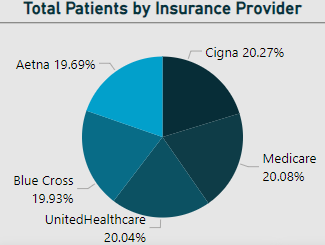 Total Patients by Insurance Provider
Cigna 20.27%
Aetna 19.69%
Medicare
20.08%
Blue Cross
19.93%
UnitedHealthcare
20.04%